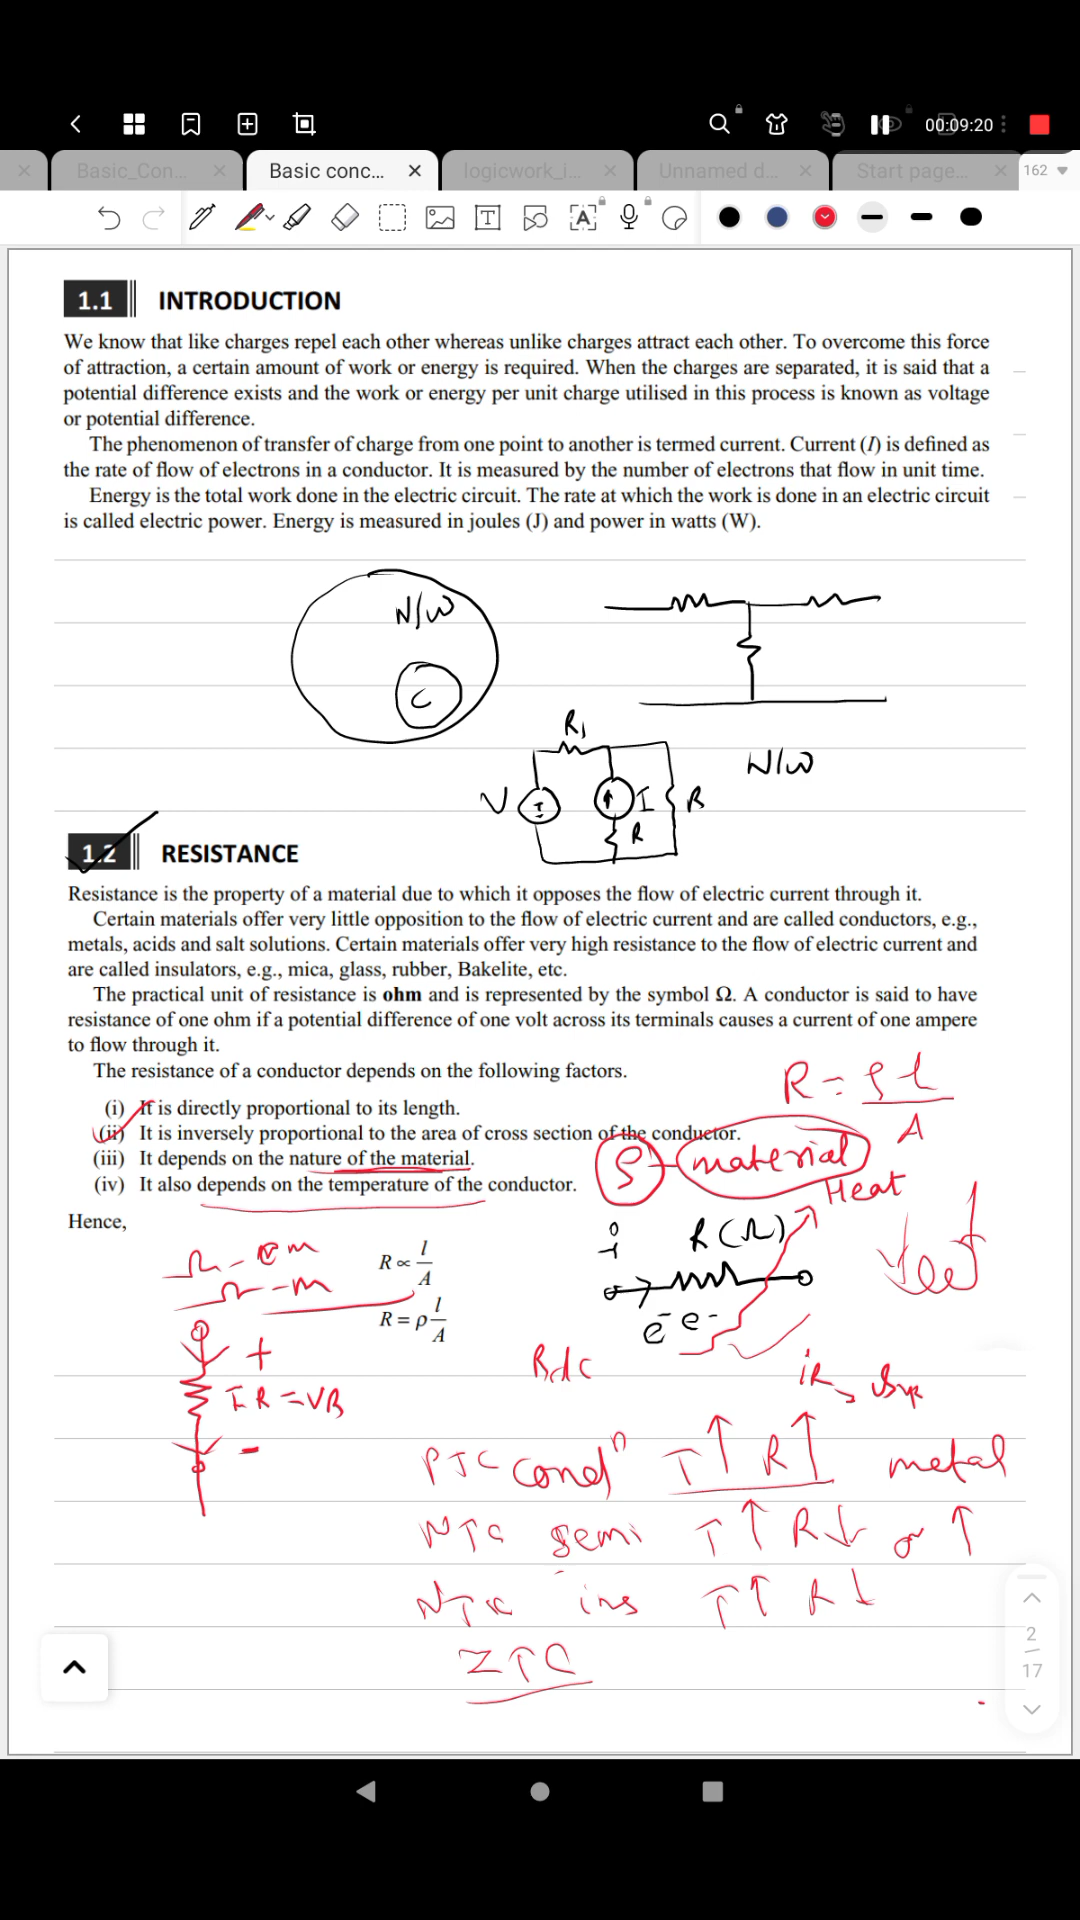 00:09:20
Basic_Con...
Basic conc...
logicwork_i...
Unnamed d...
Start page...
162
1.1 INTRODUCTION
We know that like charges repel each other whereas unlike charges attract each other. To overcome this force
of attraction, a certain amount of work or energy is required. When the charges are separated, it is said that a
potential difference exists and the work or energy per unit charge utilised in this process is known as voltage
or potential difference.
The phenomenon of transfer of charge from one point to another is termed current. Current (I) is defined as
the rate of flow of electrons in a conductor. It is measured by the number of electrons that flow in unit time.
Energy is the total work done in the electric circuit. The rate at which the work is done in an electric circuit
is called electric power. Energy is measured in joules (J) and power in watts (W).
N/W
C
R1
V
I
R
R
N/W
1.2 RESISTANCE
Resistance is the property of a material due to which it opposes the flow of electric current through it.
Certain materials offer very little opposition to the flow of electric current and are called conductors, e.g.,
metals, acids and salt solutions. Certain materials offer very high resistance to the flow of electric current and
are called insulators, e.g., mica, glass, rubber, Bakelite, etc.
The practical unit of resistance is ohm and is represented by the symbol Ω. A conductor is said to have
resistance of one ohm if a potential difference of one volt across its terminals causes a current of one ampere
to flow through it.
The resistance of a conductor depends on the following factors.
R = ρl/A
(i) It is directly proportional to its length.
(ii) It is inversely proportional to the area of cross section of the conductor.
(iii) It depends on the nature of the material.
(iv) It also depends on the temperature of the conductor.
ρ material
Heat
Hence,
R ∝ l/A
R = ρ l/A
Ω-cm
Ω-m
i
R(Ω)
e- e-
+
IR = VR
-
Rdc
iR
PTC condn T↑ R↑ metal
NTC semi T↑ R↓ or ↑
NTC ins T↑ R↓
ZTC
2
17